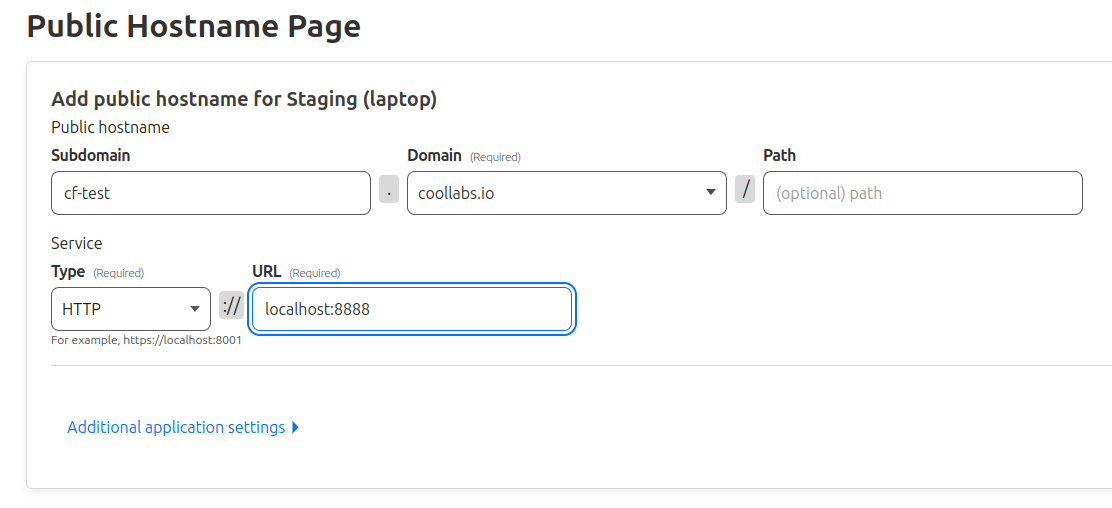 Public Hostname Page
Add public hostname for Staging (laptop)
Public hostname
Subdomain Domain (Required) Path
cf-test . coollabs.io / (optional) path
Service
Type (Required) URL (Required)
HTTP :// localhost:8888
For example, https://localhost:8001
Additional application settings